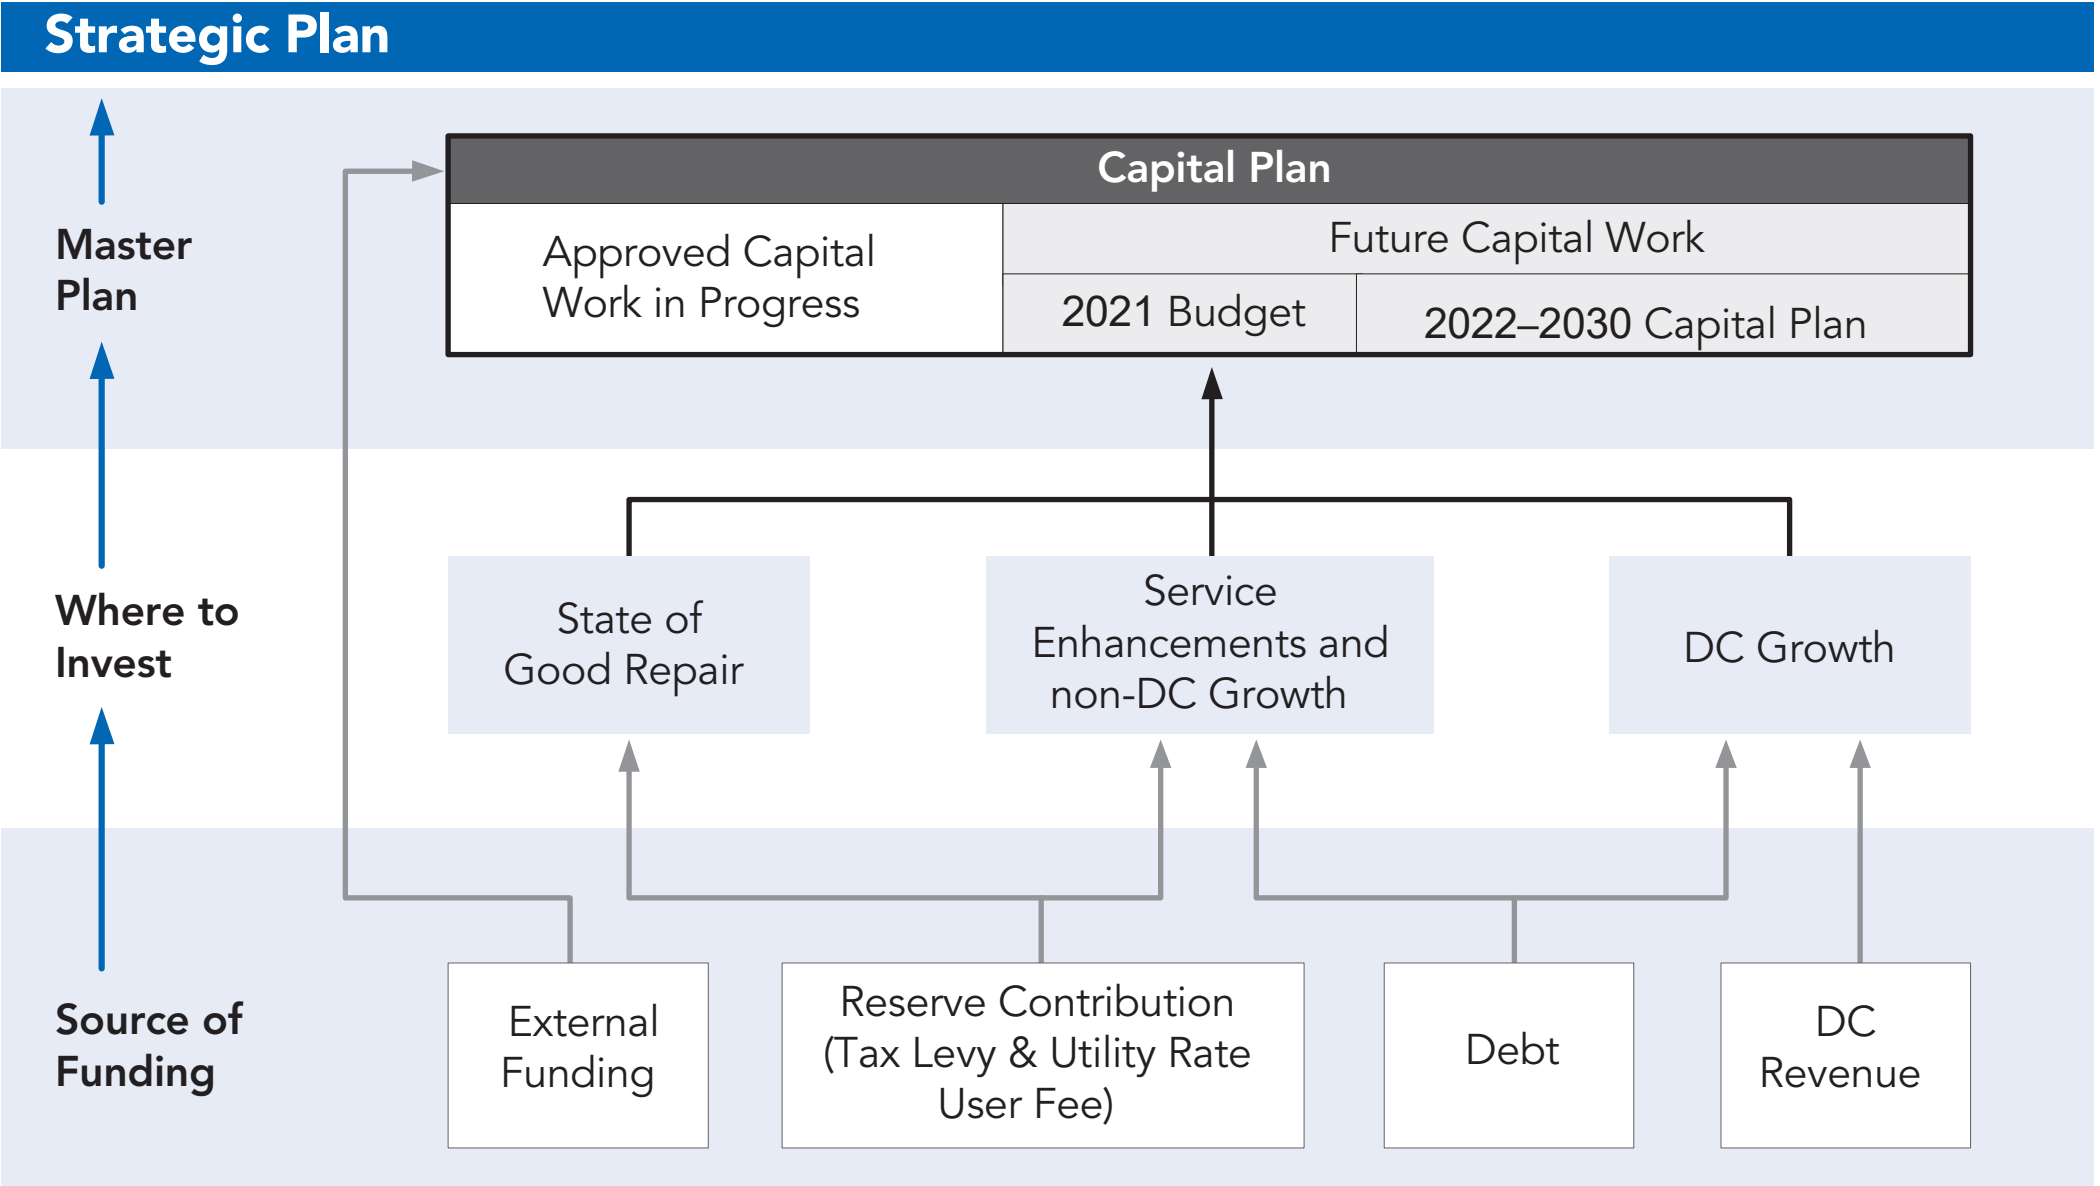 Strategic Plan
Master
Plan
Capital Plan
Approved Capital
Work in Progress
Future Capital Work
2021 Budget
2022–2030 Capital Plan
Where to
Invest
State of
Good Repair
Service
Enhancements and
non-DC Growth
DC Growth
Source of
Funding
External
Funding
Reserve Contribution
(Tax Levy & Utility Rate
User Fee)
Debt
DC
Revenue